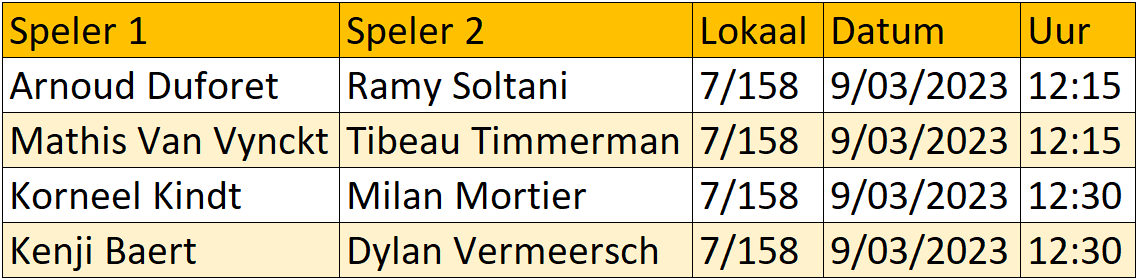 Speler 1 Speler 2 Lokaal Datum Uur
Arnoud Duforet Ramy Soltani 7/158 9/03/2023 12:15
Mathis Van Vynckt Tibeau Timmerman 7/158 9/03/2023 12:15
Korneel Kindt Milan Mortier 7/158 9/03/2023 12:30
Kenji Baert Dylan Vermeersch 7/158 9/03/2023 12:30